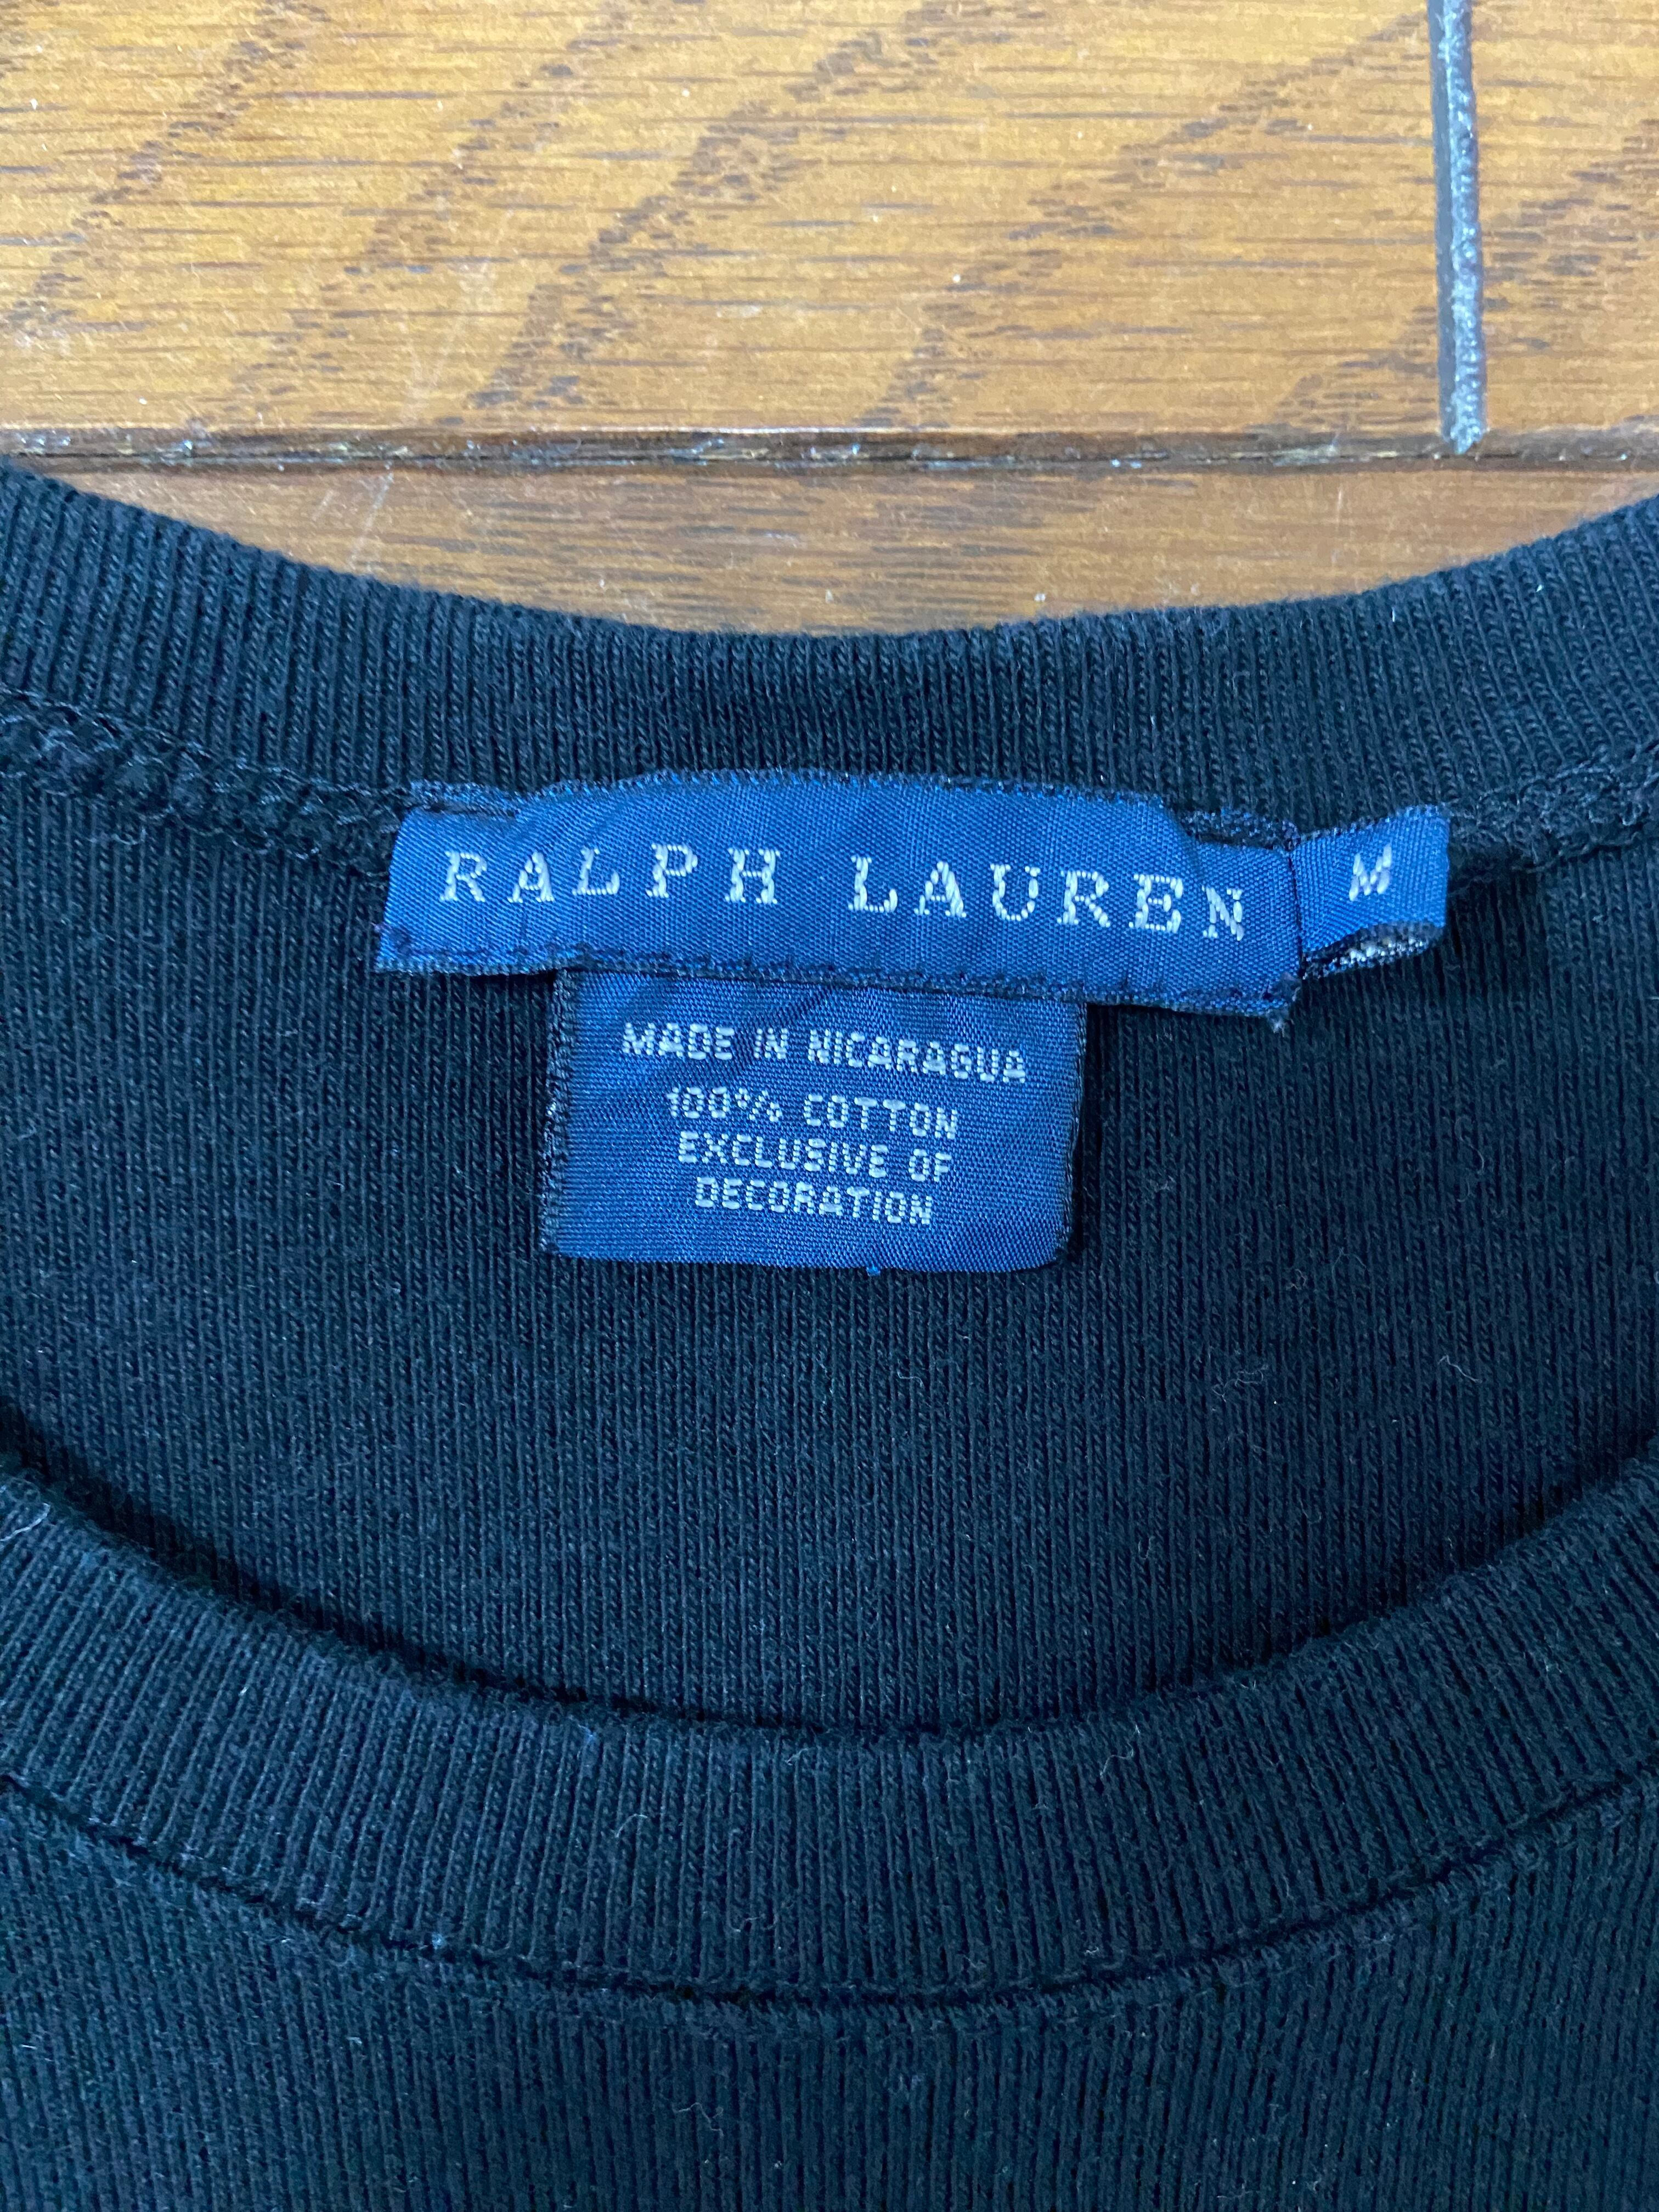 RALPH LAUREN M
MADE IN NICARAGUA
100% COTTON
EXCLUSIVE OF
DECORATION